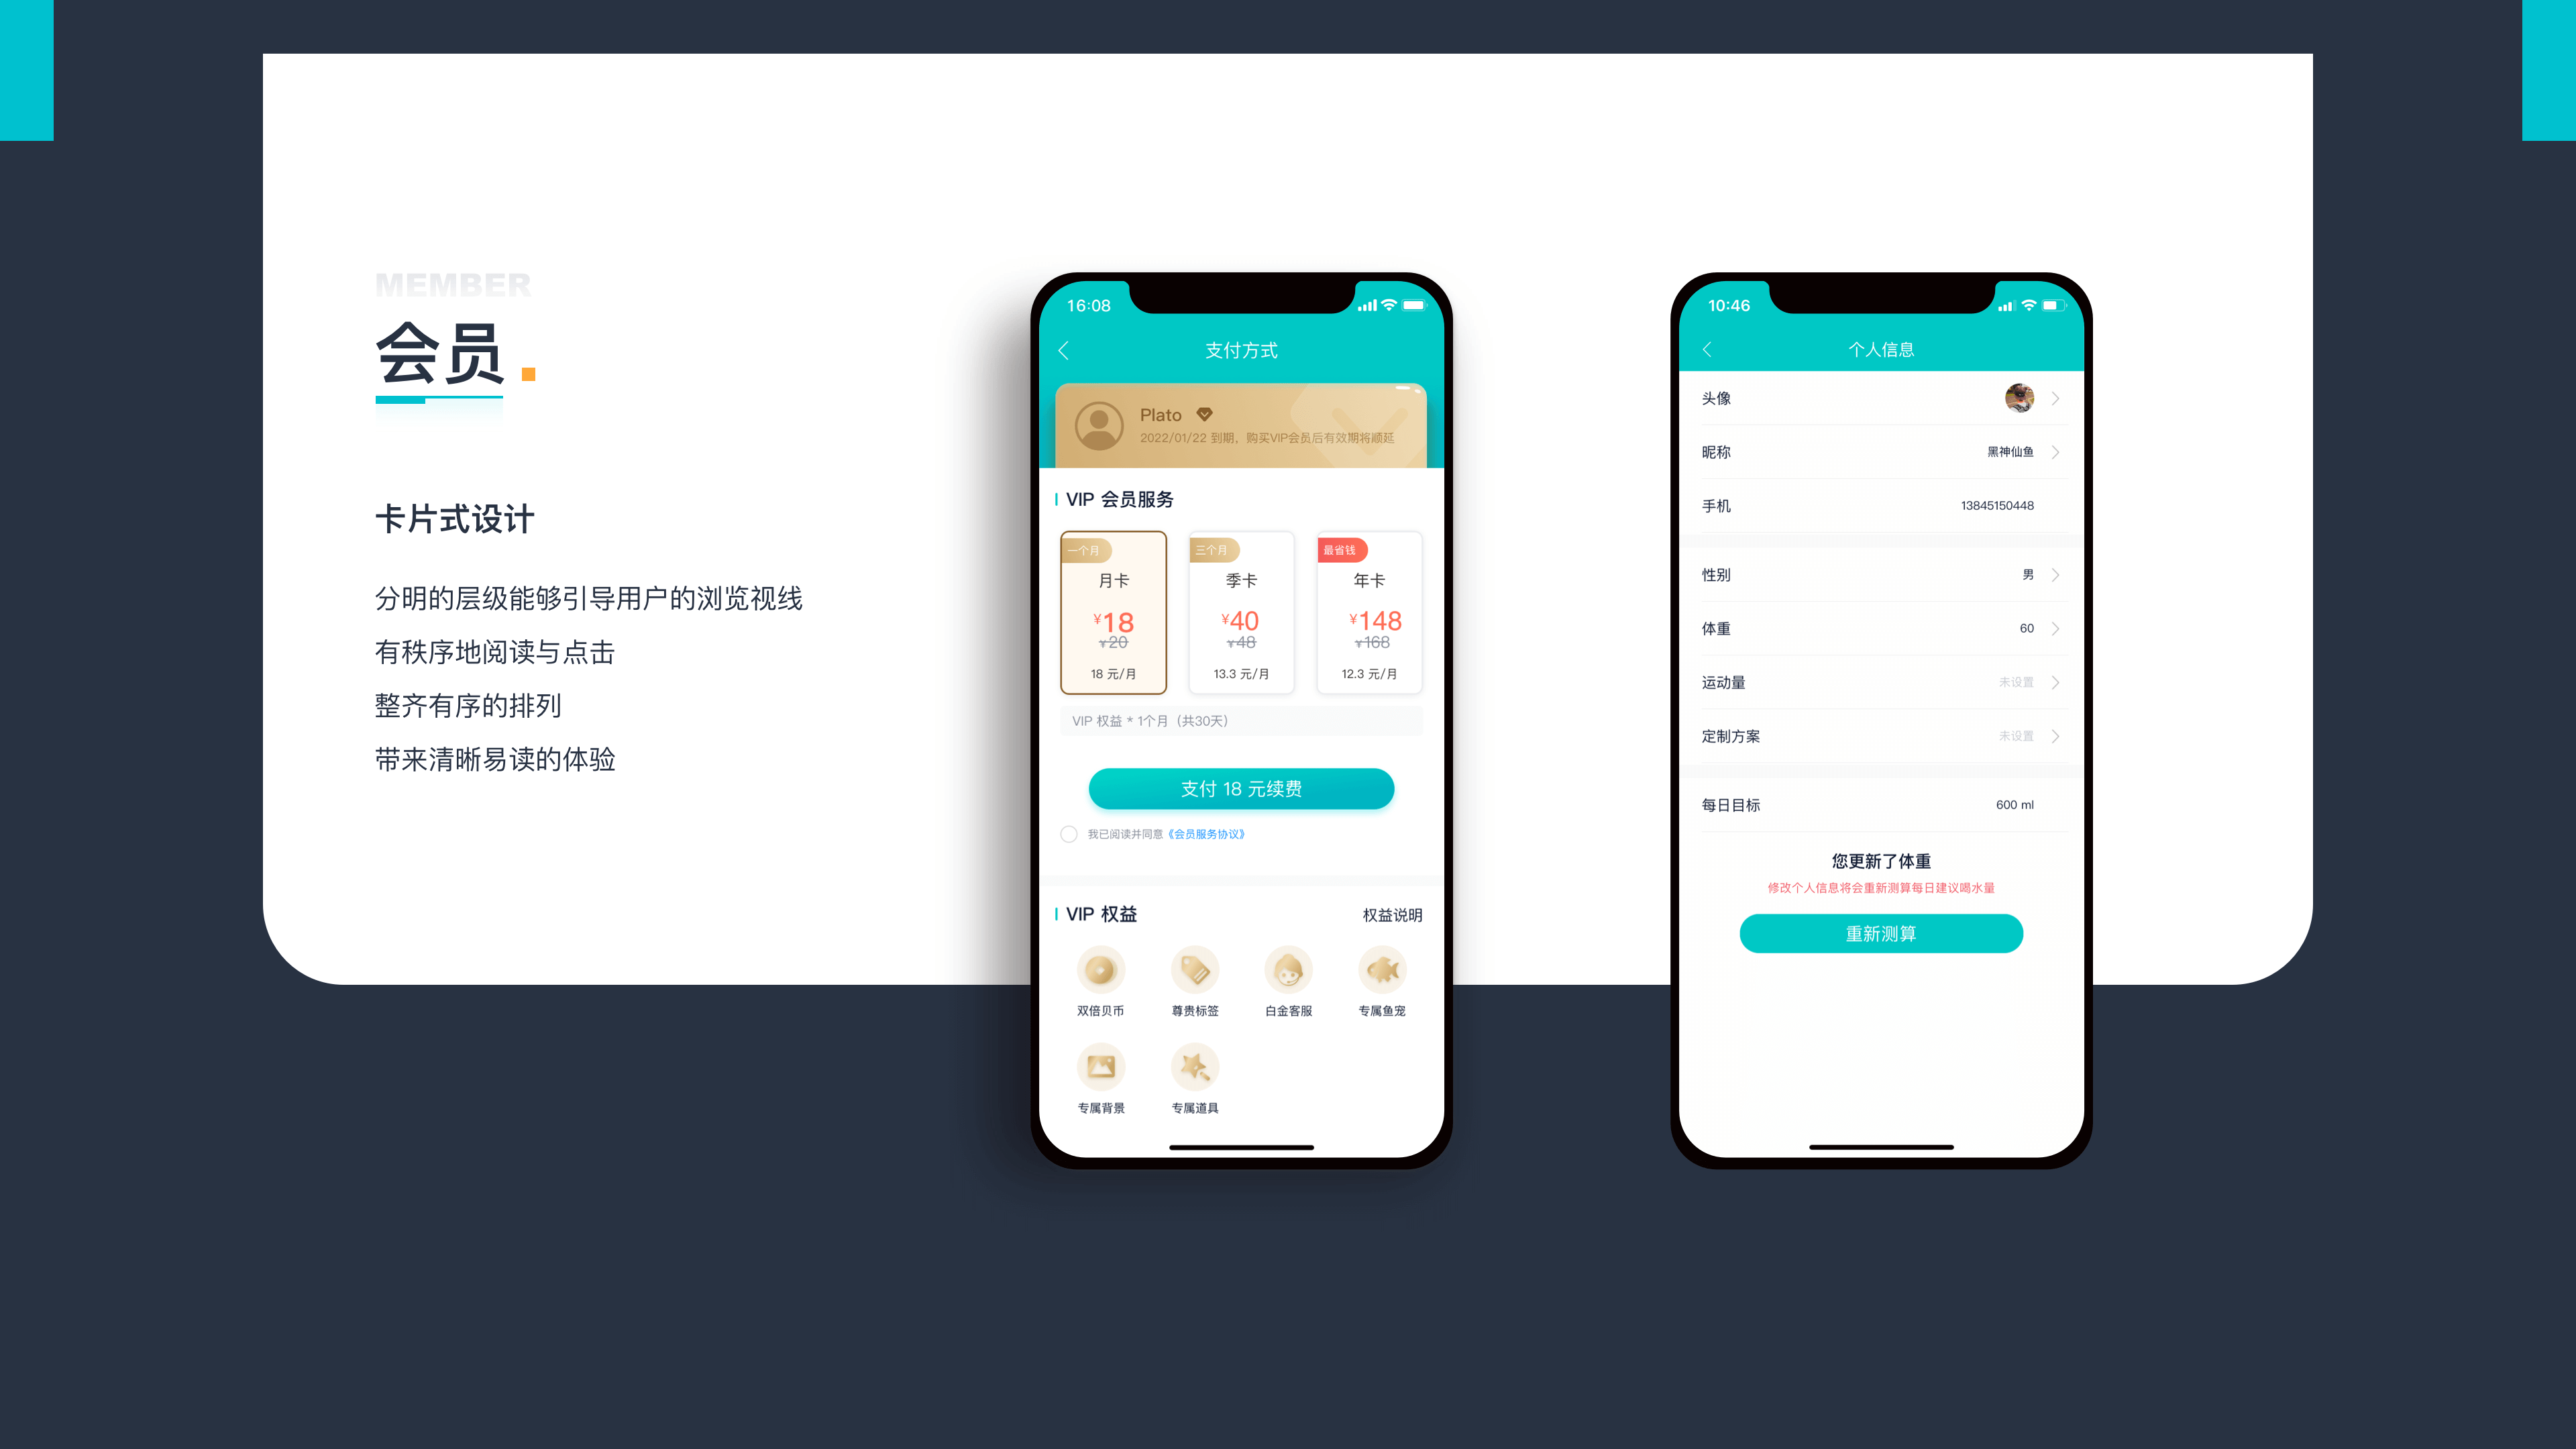 MEMBER
会员
卡片式设计
分明的层级能够引导用户的浏览视线
有秩序地阅读与点击
整齐有序的排列
带来清晰易读的体验
16:08
支付方式
Plato
2022/01/22 到期，购买VIP会员后有效期将顺延
VIP 会员服务
一个月 三个月 最省钱
月卡 季卡 年卡
¥18 ¥40 ¥148
¥20 ¥48 ¥168
18 元/月 13.3 元/月 12.3 元/月
VIP 权益 * 1个月（共30天）
支付 18 元续费
我已阅读并同意《会员服务协议》
VIP 权益 权益说明
双倍贝币 尊贵标签 白金客服 专属鱼宠
专属背景 专属道具
10:46
个人信息
头像
昵称 黑神仙鱼
手机 13845150448
性别 男
体重 60
运动量 未设置
定制方案 未设置
每日目标 600 ml
您更新了体重
修改个人信息将会重新测算每日建议喝水量
重新测算